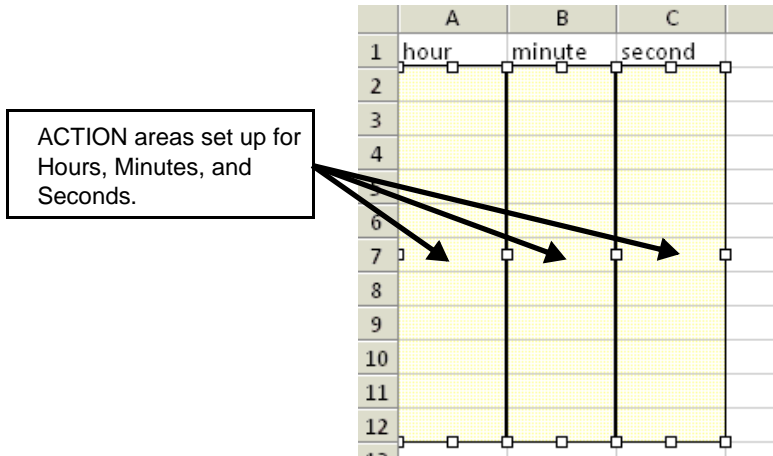 A B C
1 hour minute second
2
3
ACTION areas set up for
Hours, Minutes, and
Seconds.
4
5
6
7
8
9
10
11
12